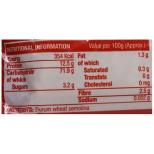 NUTRITIONAL INFORMATION Value per 100g (Approx.)
Energy 354 Kcal
Protein 12.5 g
Carbohydrate 71.9 g
of which
Sugars 3.2 g
Fat 1.3 g
of which
Saturated 0.3 g
Transfats 0 g
Cholesterol 0 mg
Fibre 2.5 g
Sodium 0.002 g
INGREDIENTS: Durum wheat semolina